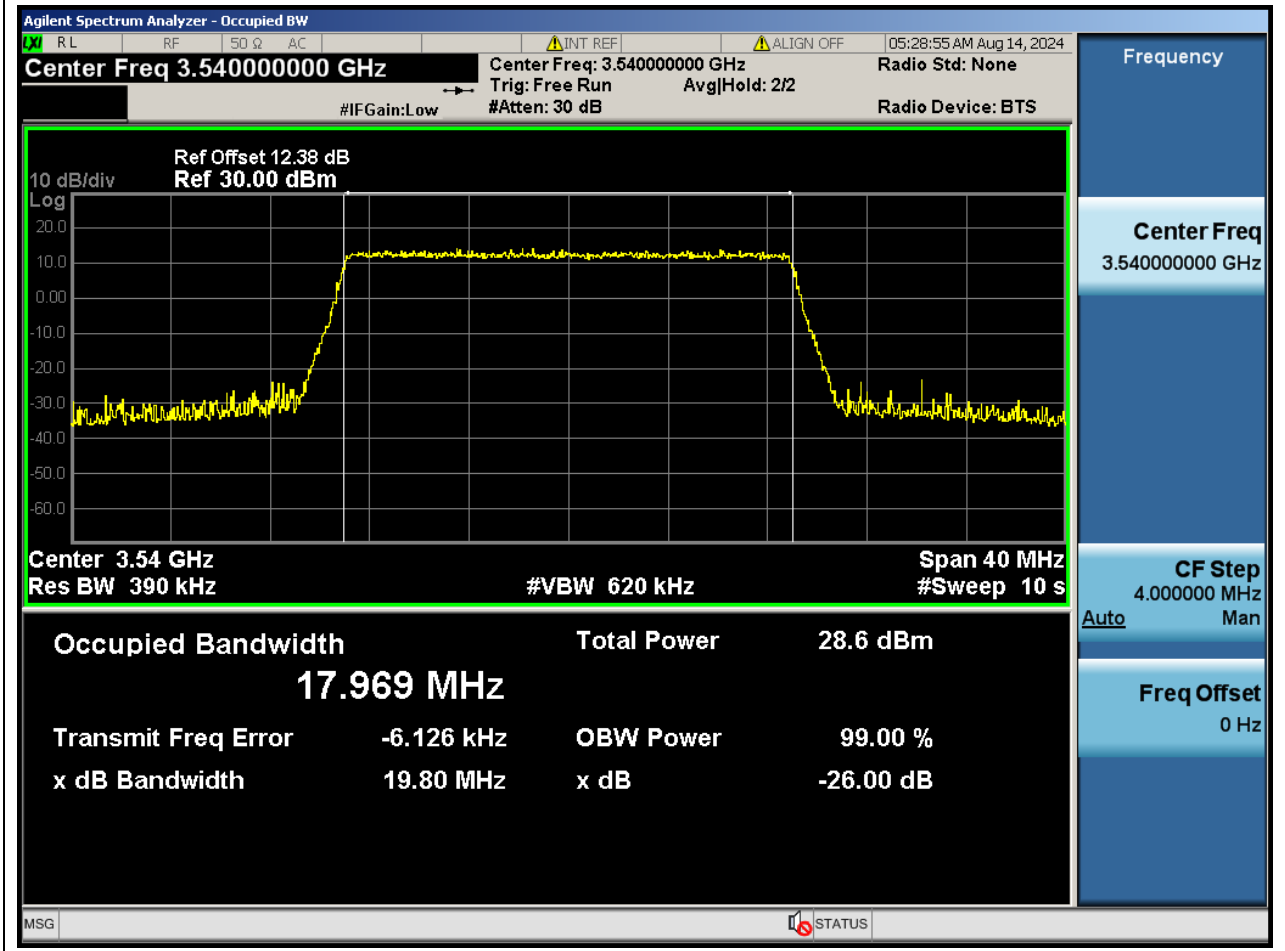 Agilent Spectrum Analyzer - Occupied BW
LXI RL RF 50 Ω AC INT REF ALIGN OFF 05:28:55 AM Aug 14, 2024
Center Freq 3.540000000 GHz
Center Freq: 3.540000000 GHz
Radio Std: None
Trig: Free Run Avg|Hold: 2/2
#IFGain:Low #Atten: 30 dB
Radio Device: BTS
Ref Offset 12.38 dB
10 dB/div Ref 30.00 dBm
Log
20.0
10.0
0.00
-10.0
-20.0
-30.0
-40.0
-50.0
-60.0
Center 3.54 GHz Span 40 MHz
Res BW 390 kHz #VBW 620 kHz #Sweep 10 s
Occupied Bandwidth Total Power 28.6 dBm
17.969 MHz
Transmit Freq Error -6.126 kHz OBW Power 99.00 %
x dB Bandwidth 19.80 MHz x dB -26.00 dB
MSG STATUS
Frequency
Center Freq
3.540000000 GHz
CF Step
4.000000 MHz
Auto Man
Freq Offset
0 Hz